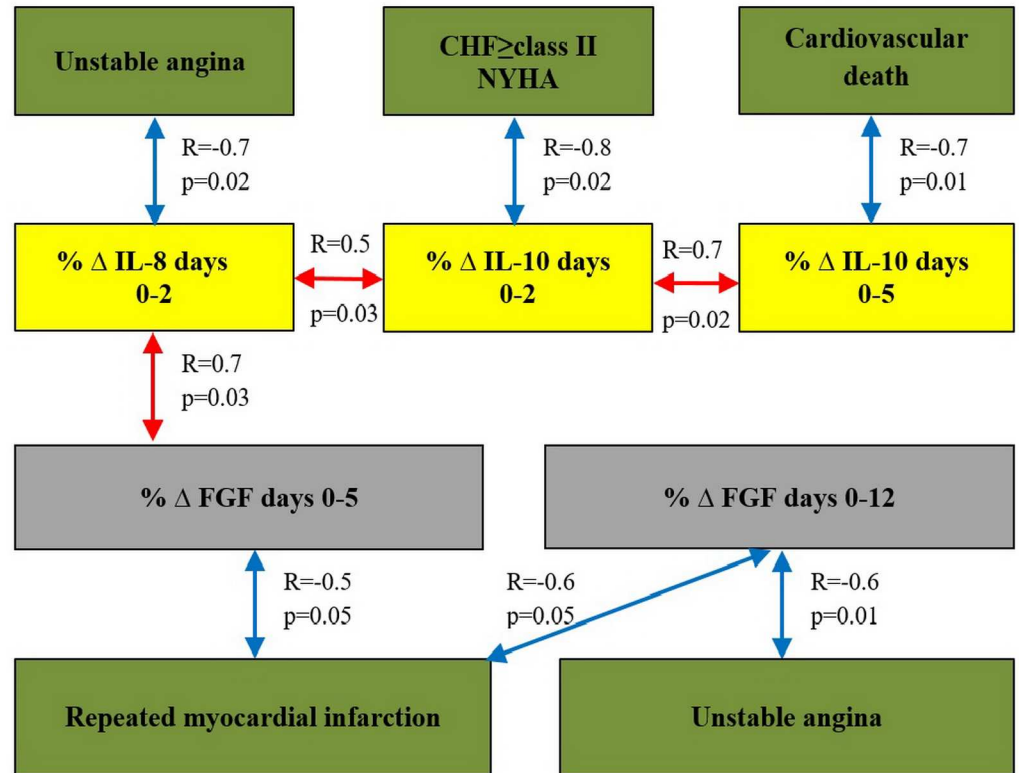 Unstable angina
CHF≥class II
NYHA
Cardiovascular
death
R=-0.7
p=0.02
R=-0.8
p=0.02
R=-0.7
p=0.01
% Δ IL-8 days
0-2
R=0.5
p=0.03
% Δ IL-10 days
0-2
R=0.7
p=0.02
% Δ IL-10 days
0-5
R=0.7
p=0.03
% Δ FGF days 0-5
% Δ FGF days 0-12
R=-0.5
p=0.05
R=-0.6
p=0.05
R=-0.6
p=0.01
Repeated myocardial infarction
Unstable angina